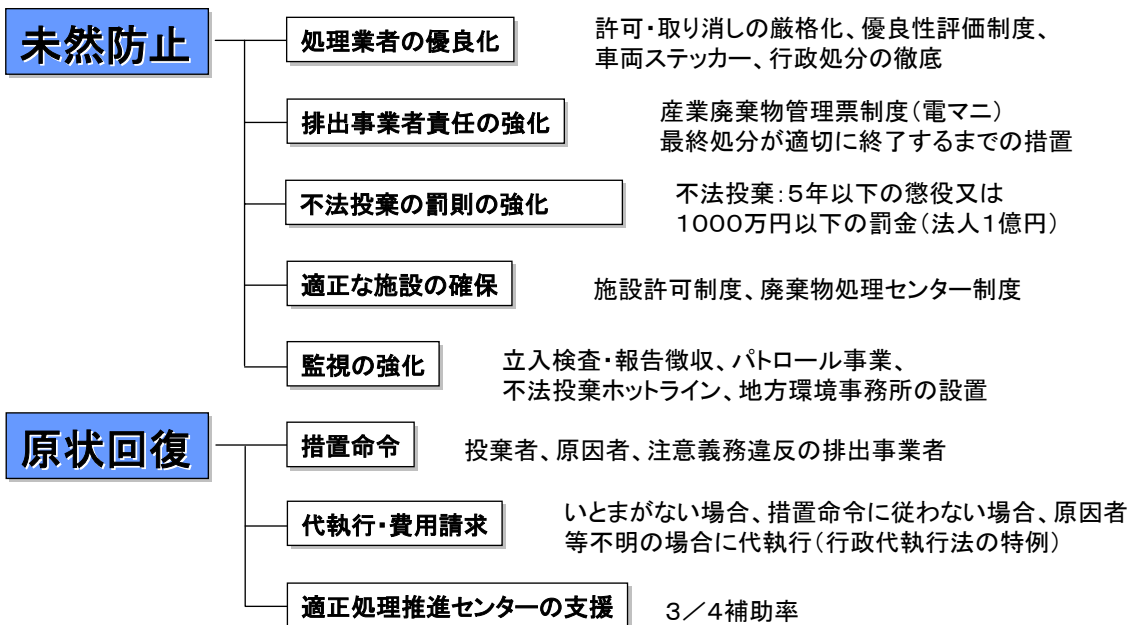 未然防止
処理業者の優良化
許可・取り消しの厳格化、優良性評価制度、
車両ステッカー、行政処分の徹底
排出事業者責任の強化
産業廃棄物管理票制度(電マニ)
最終処分が適切に終了するまでの措置
不法投棄の罰則の強化
不法投棄:5年以下の懲役又は
1000万円以下の罰金(法人1億円)
適正な施設の確保
施設許可制度、廃棄物処理センター制度
監視の強化
立入検査・報告徴収、パトロール事業、
不法投棄ホットライン、地方環境事務所の設置
原状回復
措置命令
投棄者、原因者、注意義務違反の排出事業者
代執行・費用請求
いとまがない場合、措置命令に従わない場合、原因者
等不明の場合に代執行(行政代執行法の特例)
適正処理推進センターの支援
3/4補助率